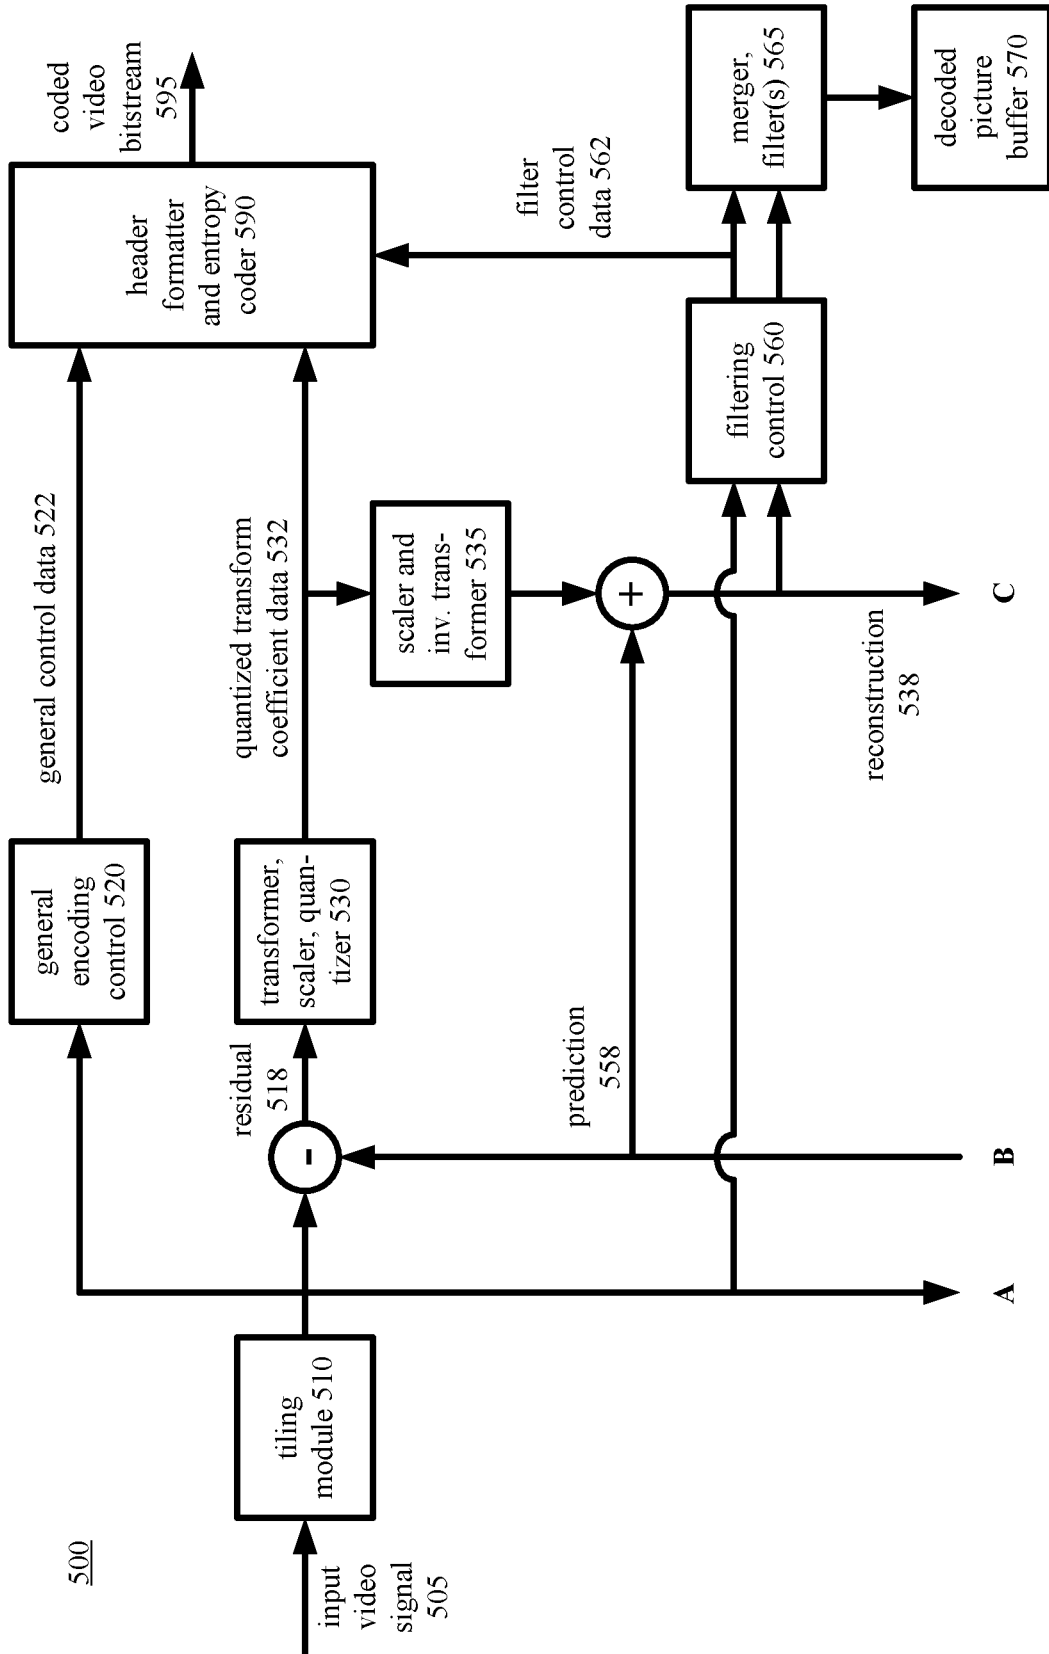 500
input
video
signal
505
tiling
module 510
general
encoding
control 520
general control data 522
residual
518
-
transformer,
scaler, quan-
tizer 530
quantized transform
coefficient data 532
scaler and
inv. trans-
former 535
header
formatter
and entropy
coder 590
coded
video
bitstream
595
prediction
558
+
filtering
control 560
filter
control
data 562
merger,
filter(s) 565
decoded
picture
buffer 570
reconstruction
538
A
B
C